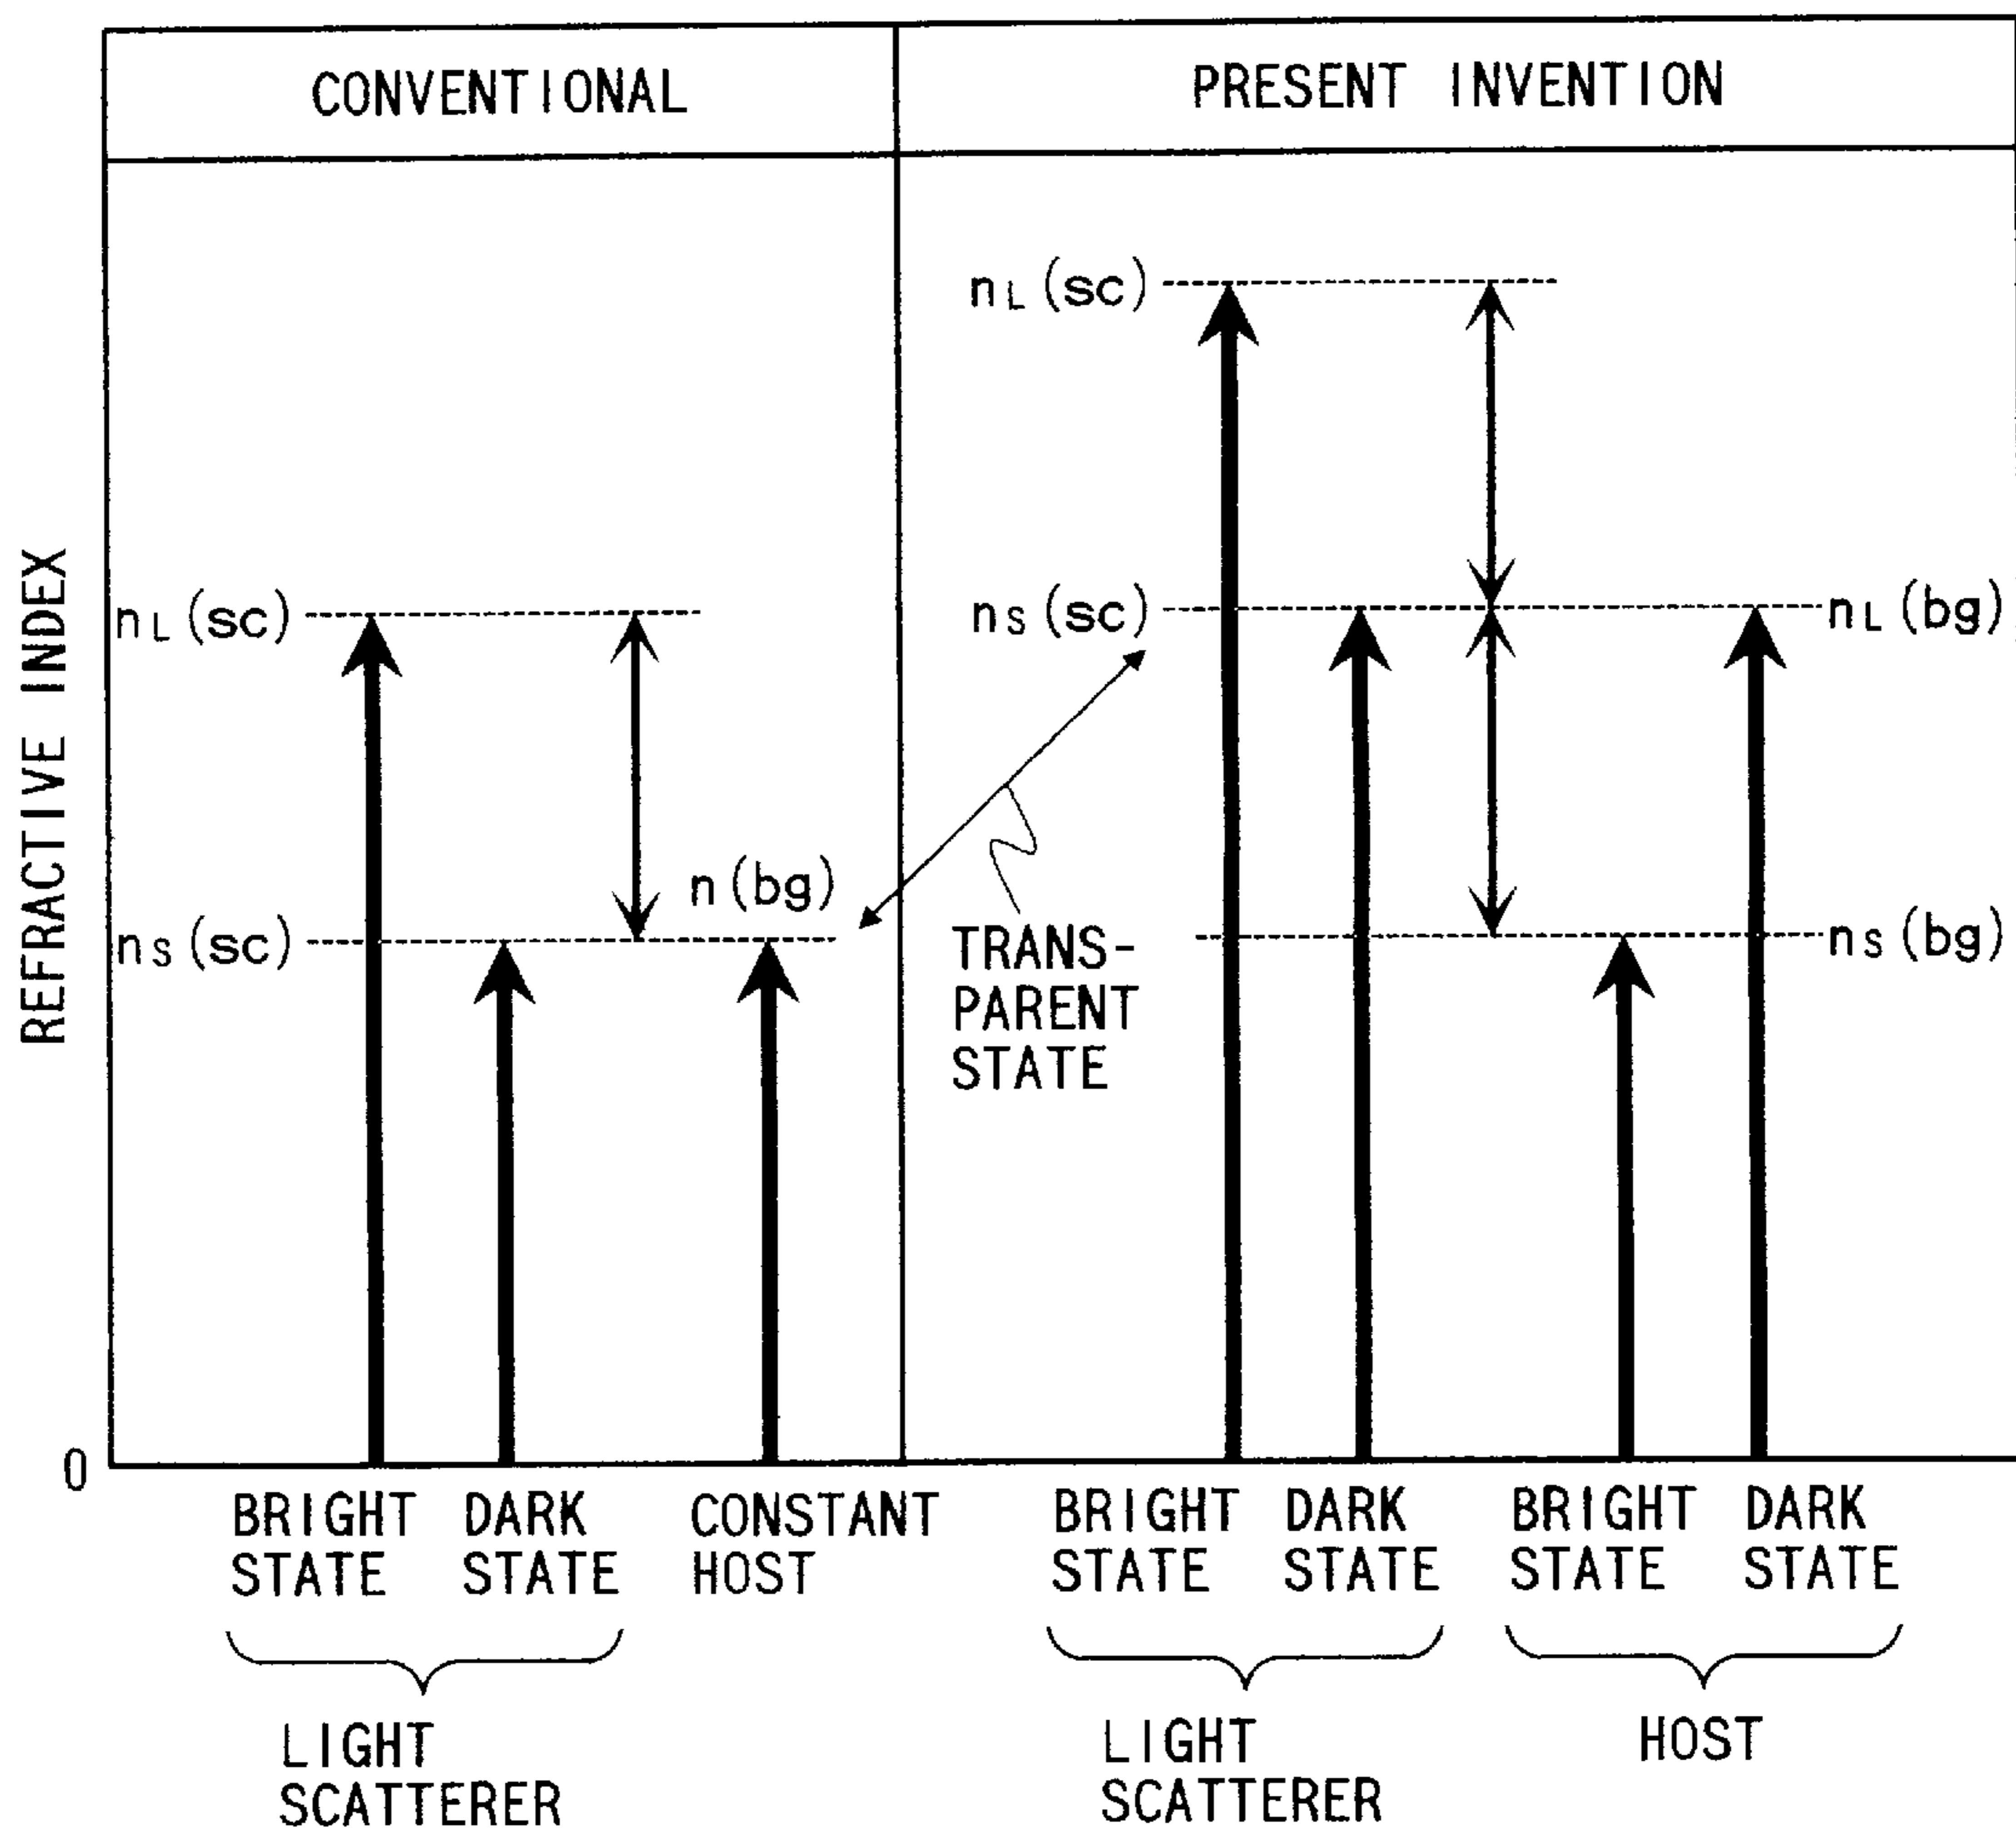 CONVENTIONAL
PRESENT INVENTION
REFRACTIVE INDEX
nL (sc)
nS (sc)
n (bg)
nL (sc)
nS (sc)
nL (bg)
nS (bg)
TRANS-
PARENT
STATE
0
BRIGHT
STATE
DARK
STATE
CONSTANT
HOST
BRIGHT
STATE
DARK
STATE
BRIGHT
STATE
DARK
STATE
LIGHT
SCATTERER
LIGHT
SCATTERER
HOST